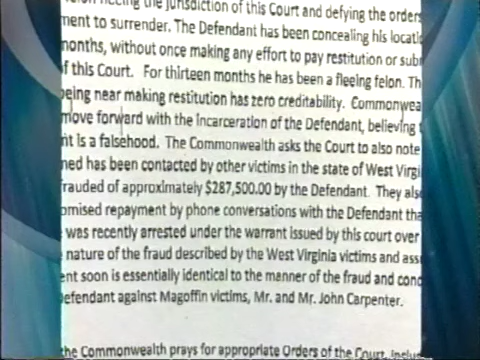 fleeing the jurisdiction of this Court and defying the orders
ment to surrender. The Defendant has been concealing his locati
months, without once making any effort to pay restitution or sub
f this Court. For thirteen months he has been a fleeing felon. Th
being near making restitution has zero creditability. Commonwea
move forward with the Incarceration of the Defendant, believing
nt is a falsehood. The Commonwealth asks the Court to also note
ned has been contacted by other victims in the state of West Virgi
frauded of approximately $287,500.00 by the Defendant. They als
omised repayment by phone conversations with the Defendant tha
was recently arrested under the warrant issued by this court over
nature of the fraud described by the West Virginia victims and ass
ent soon is essentially identical to the manner of the fraud and cond
Defendant against Magoffin victims, Mr. and Mr. John Carpenter.
the Commonwealth prays for appropriate Orders of the Court, inclus